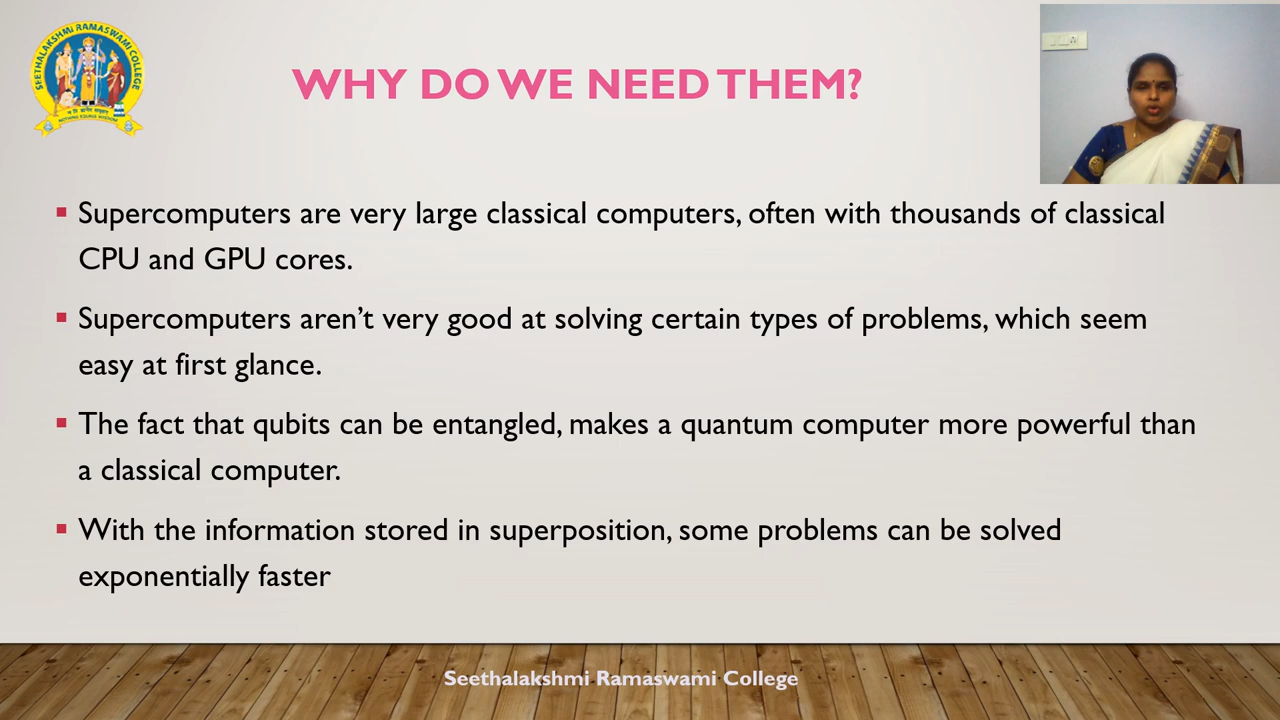 SEETHALAKSHMI RAMASWAMI COLLEGE
WHY DO WE NEED THEM?
▪ Supercomputers are very large classical computers, often with thousands of classical
CPU and GPU cores.
▪ Supercomputers aren’t very good at solving certain types of problems, which seem
easy at first glance.
▪ The fact that qubits can be entangled, makes a quantum computer more powerful than
a classical computer.
▪ With the information stored in superposition, some problems can be solved
exponentially faster
Seethalakshmi Ramaswami College